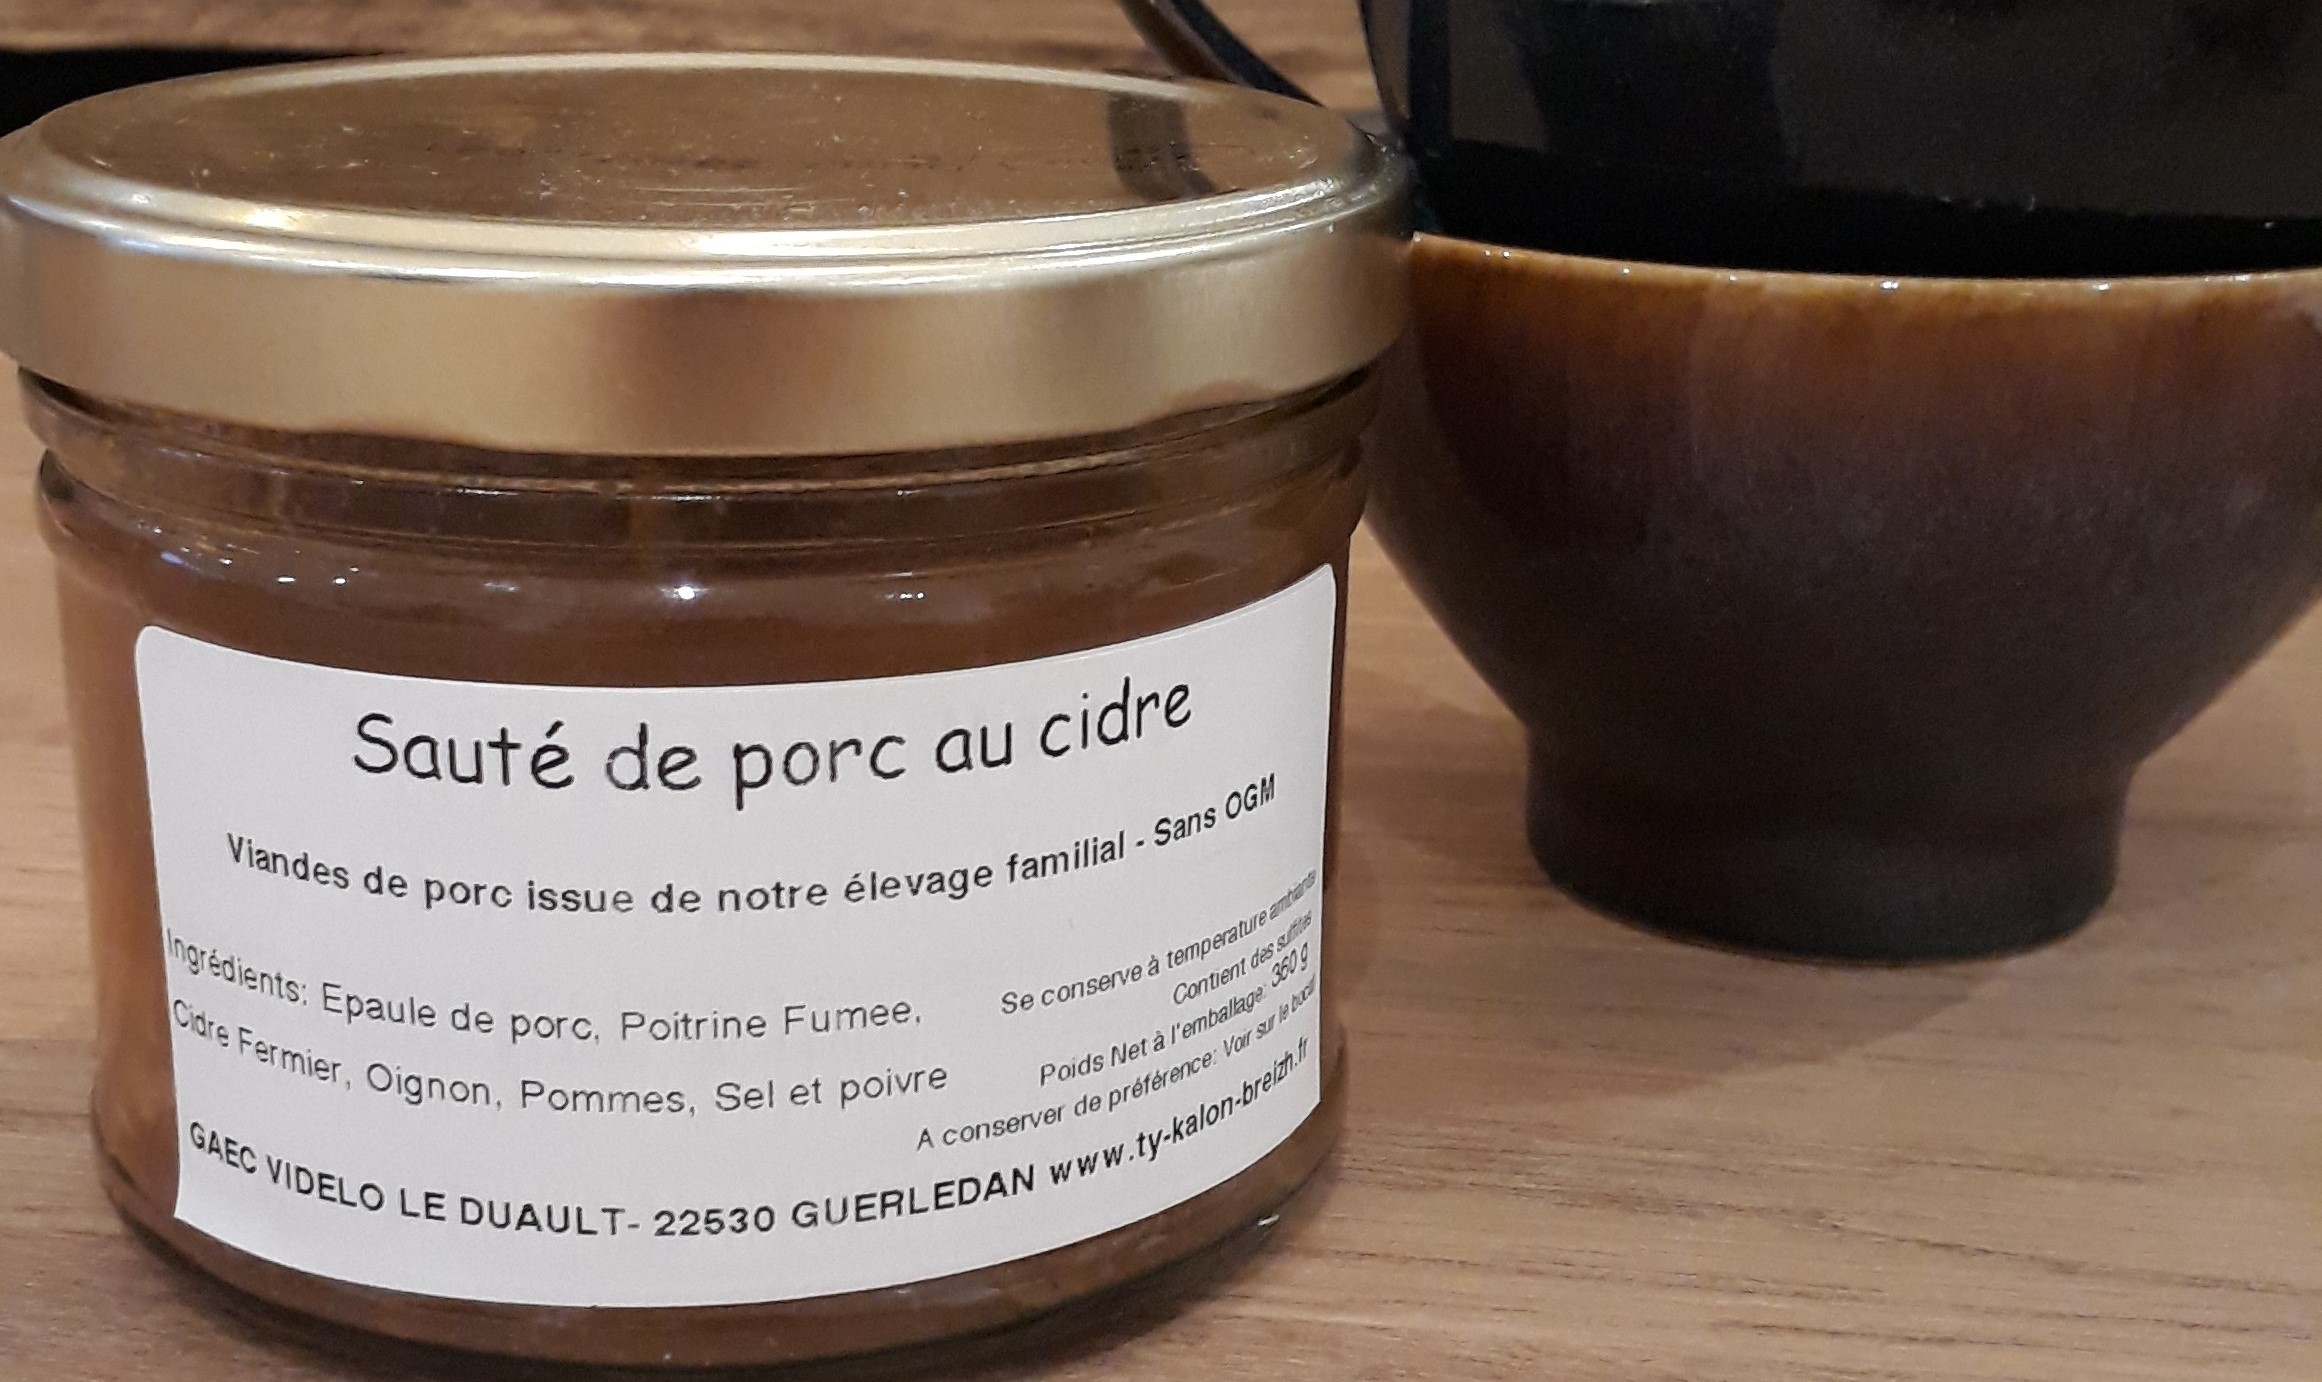 Sauté de porc au cidre
Viandes de porc issue de notre élevage familial - Sans OGM
Ingrédients: Epaule de porc, Poitrine Fumee,
Cidre Fermier, Oignon, Pommes, Sel et poivre
Se conserve à temperature ambiante
Contient des sulfites
Poids Net à l'emballage: 360 g
A conserver de préférence: Voir sur le bocal
GAEC VIDELO LE DUAULT- 22530 GUERLEDAN www.ty-kalon-breizh.fr